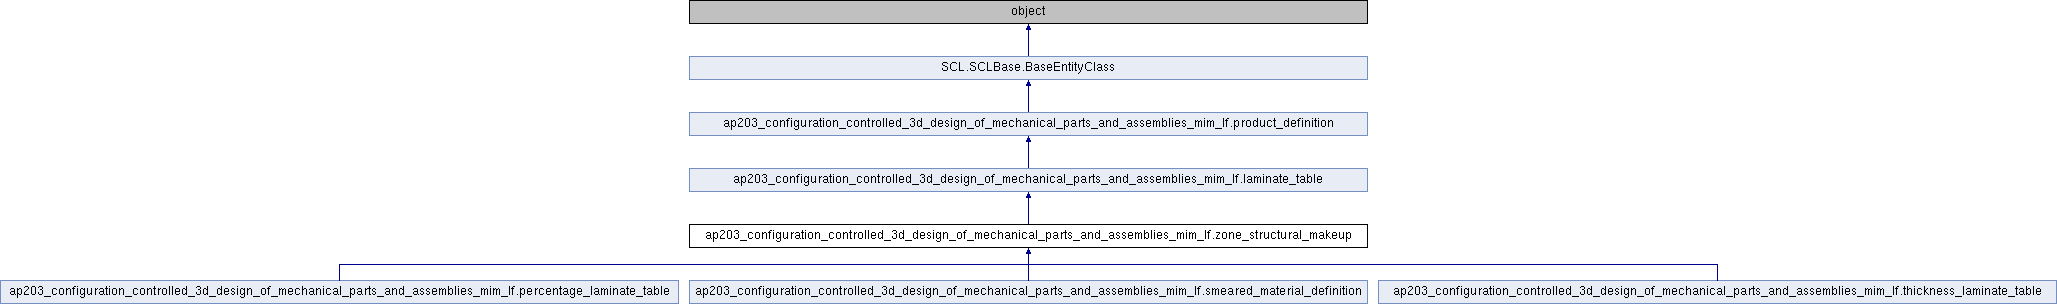 object
SCL.SCLBase.BaseEntityClass
ap203_configuration_controlled_3d_design_of_mechanical_parts_and_assemblies_mim_lf.product_definition
ap203_configuration_controlled_3d_design_of_mechanical_parts_and_assemblies_mim_lf.laminate_table
ap203_configuration_controlled_3d_design_of_mechanical_parts_and_assemblies_mim_lf.zone_structural_makeup
ap203_configuration_controlled_3d_design_of_mechanical_parts_and_assemblies_mim_lf.percentage_laminate_table
ap203_configuration_controlled_3d_design_of_mechanical_parts_and_assemblies_mim_lf.smeared_material_definition
ap203_configuration_controlled_3d_design_of_mechanical_parts_and_assemblies_mim_lf.thickness_laminate_table